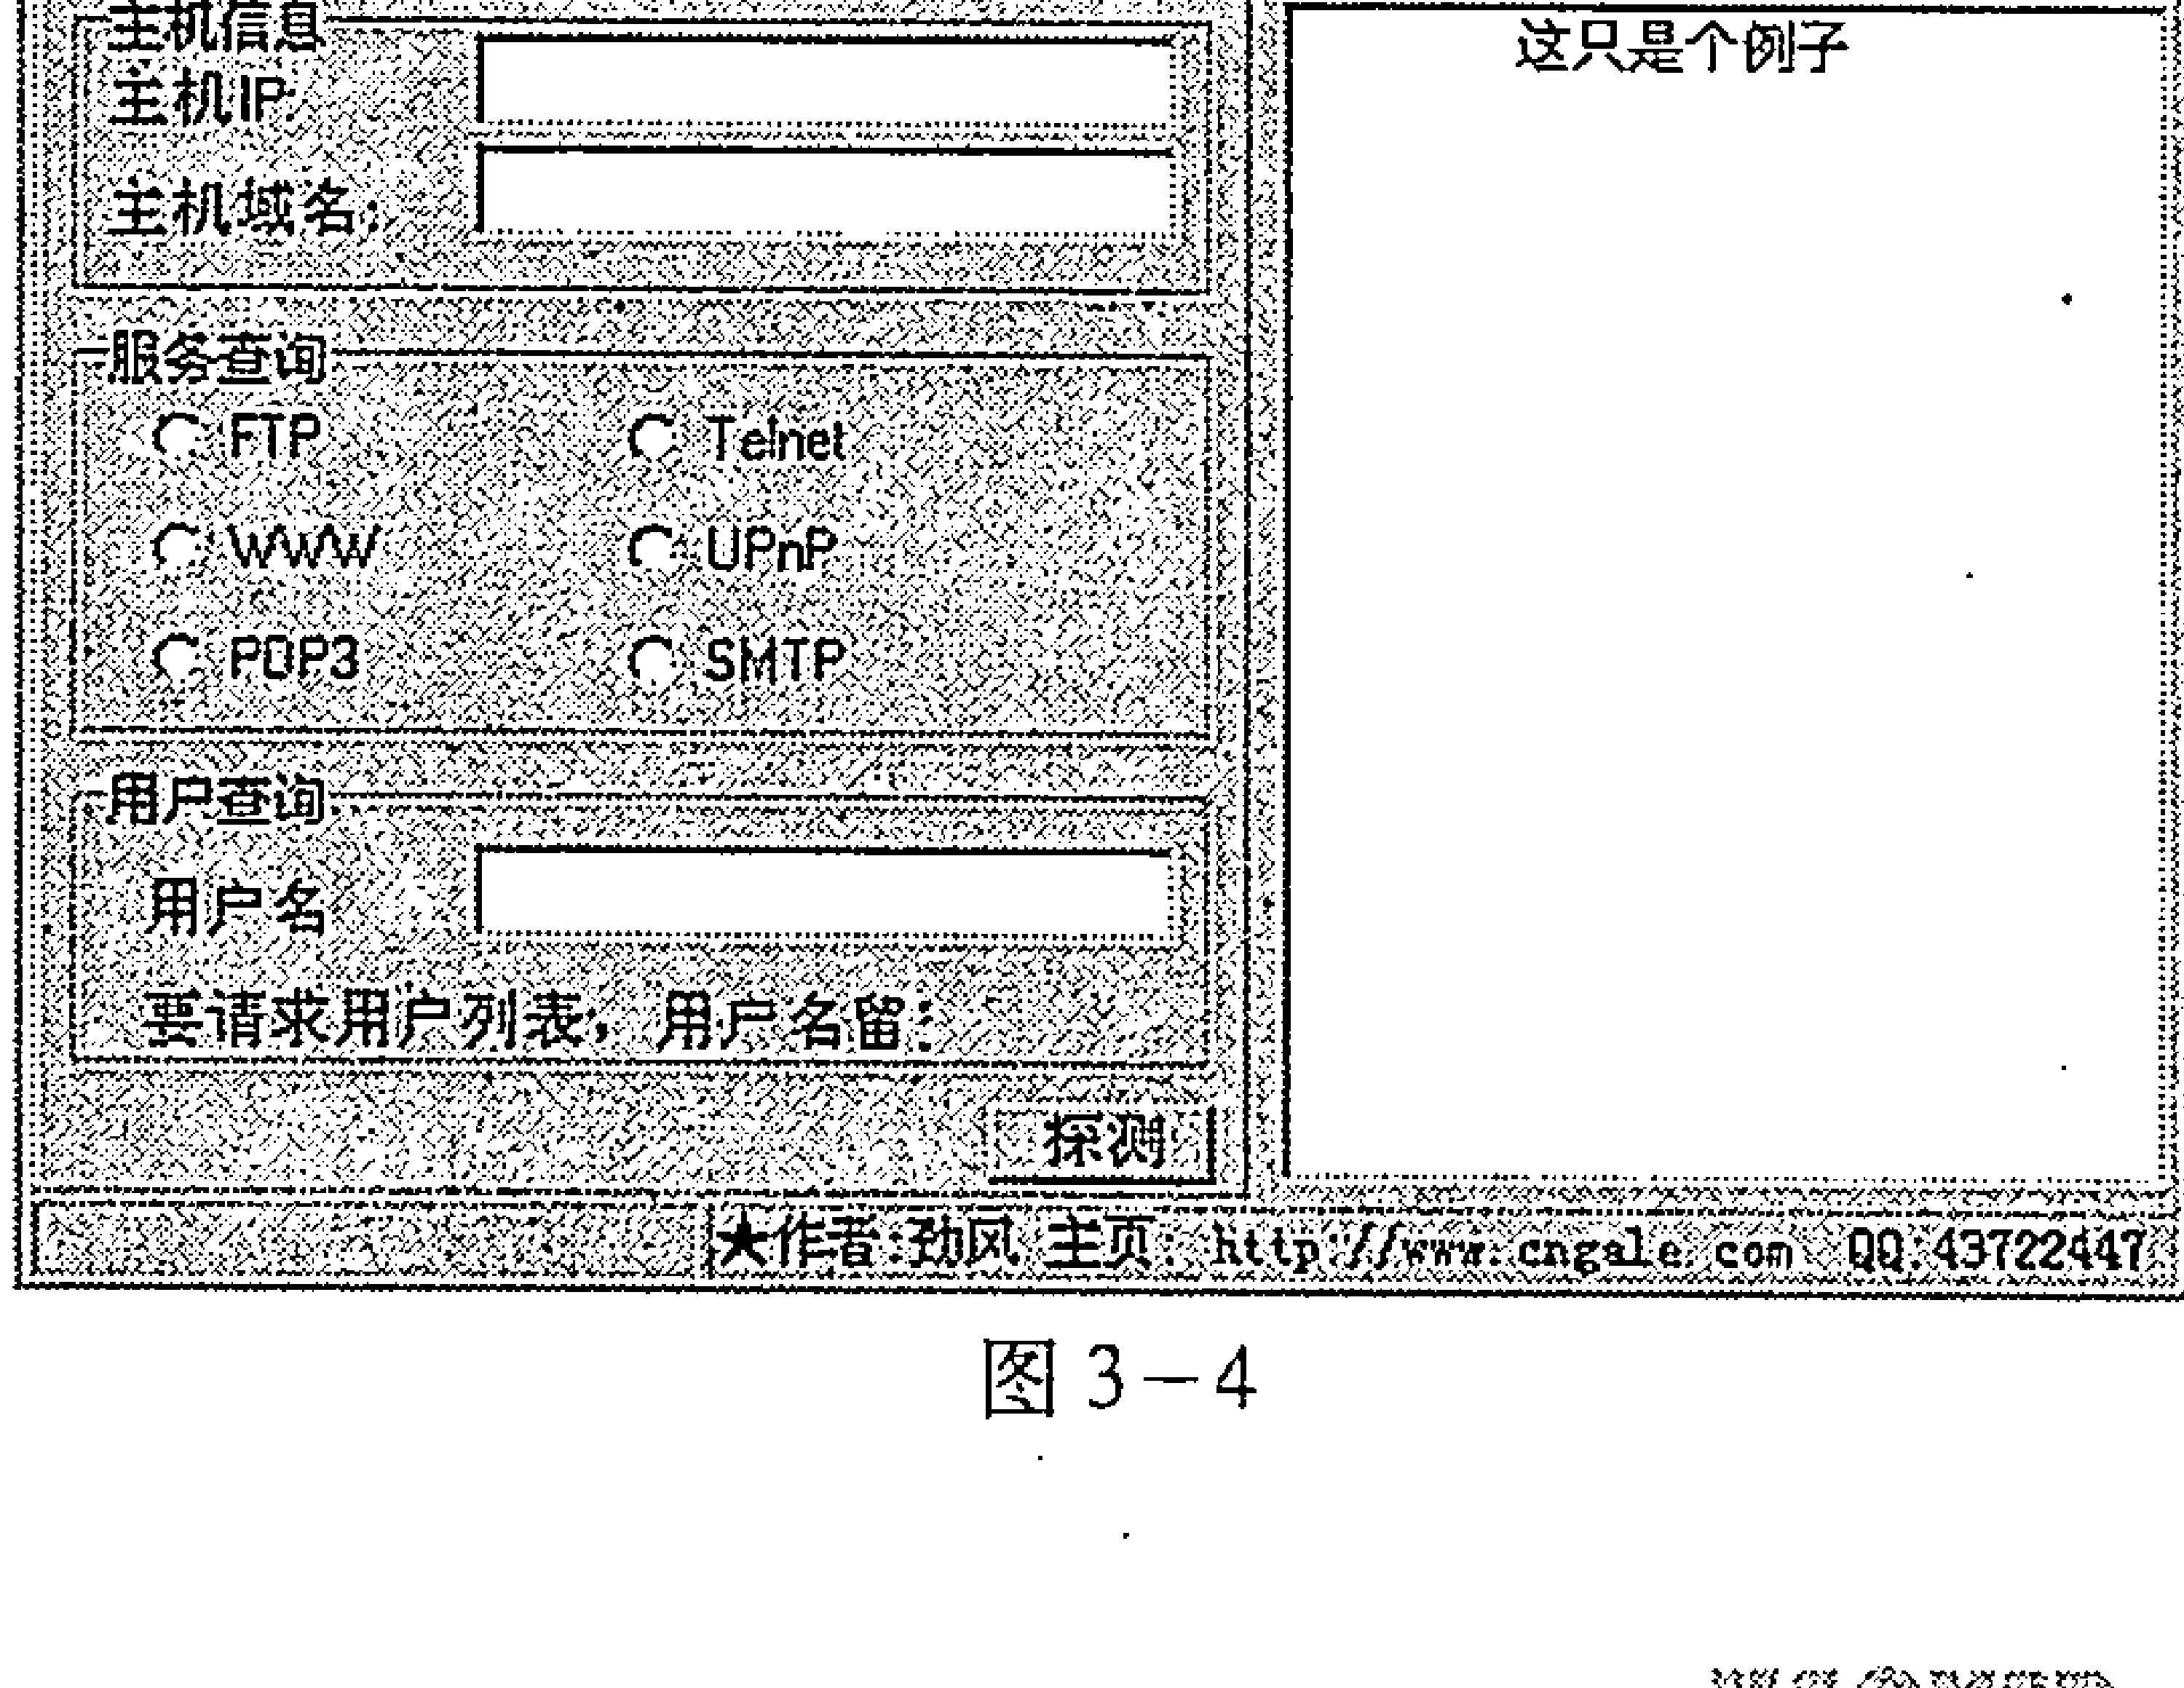 主机信息
主机IP:
主机域名:
这只是个例子
服务查询
FTP Telnet
WWW UPnP
POP3 SMTP
用户查询
用户名
要请求用户列表, 用户名留:
探测
★作者:劲风 主页: http://www.cngale.com QQ:43722447
图 3-4